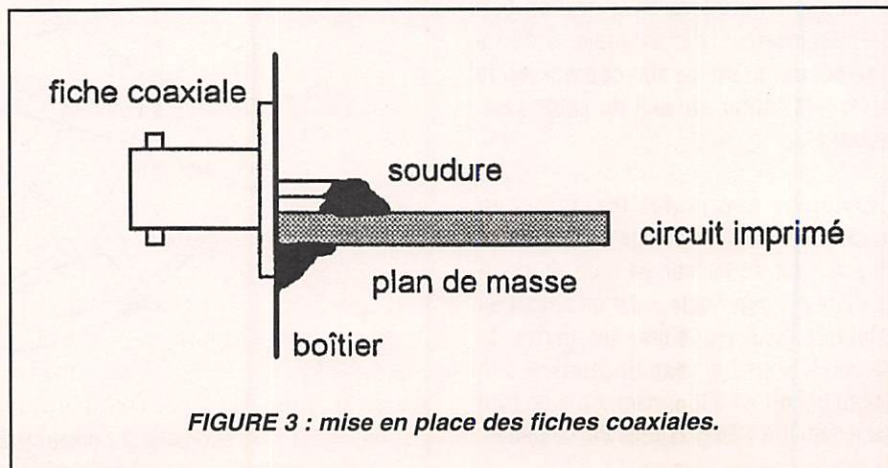 fiche coaxiale
soudure
circuit imprimé
plan de masse
boîtier
FIGURE 3 : mise en place des fiches coaxiales.